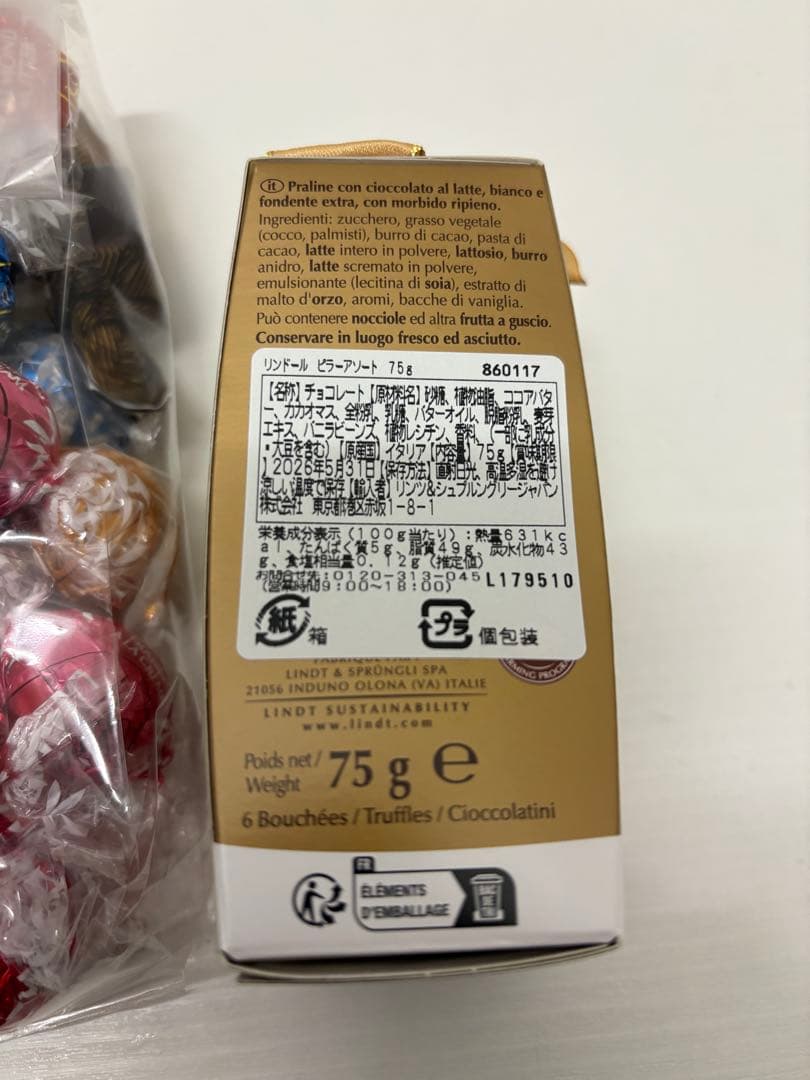 it Praline con cioccolato al latte, bianco e
fondente extra, con morbido ripieno.
Ingredienti: zucchero, grasso vegetale
(cocco, palmisti), burro di cacao, pasta di
cacao, latte intero in polvere, lattosio, burro
anidro, latte scremato in polvere,
emulsionante (lecitina di soia), estratto di
malto d'orzo, aromi, bacche di vaniglia.
Può contenere nocciole ed altra frutta a guscio.
Conservare in luogo fresco ed asciutto.
リンドール ピラーアソート 75g 860117
【名称】チョコレート【原材料名】砂糖、植物油脂、ココアバタ
ー、カカオマス、全粉乳、乳糖、バターオイル、脱脂粉乳、麦芽
エキス、バニラビーンズ、植物レシチン、香料、(一部に乳成分
・大豆を含む)【原産国】イタリア【内容量】75g【賞味期限
】2026年5月31日【保存方法】直射日光、高温多湿を避け
涼しい温度で保存【輸入者】リンツ&シュプルングリージャパン
株式会社 東京都港区赤坂1-8-1
栄養成分表示(100g当たり):熱量631kc
al、たんぱく質5g、脂質49g、炭水化物43
g、食塩相当量0.12g(推定値)
お問合せ先:0120-313-045 L179510
(営業時間9:00~18:00)
紙 箱 プラ 個包装
LINDT & SPRÜNGLI SPA
21056 INDUNO OLONA (VA) ITALIE
LINDT SUSTAINABILITY
www.lindt.com
Poids net/
Weight 75 g e
6 Bouchées / Truffles / Cioccolatini
FR
ÉLÉMENTS
D'EMBALLAGE
BAC
DE
TRI